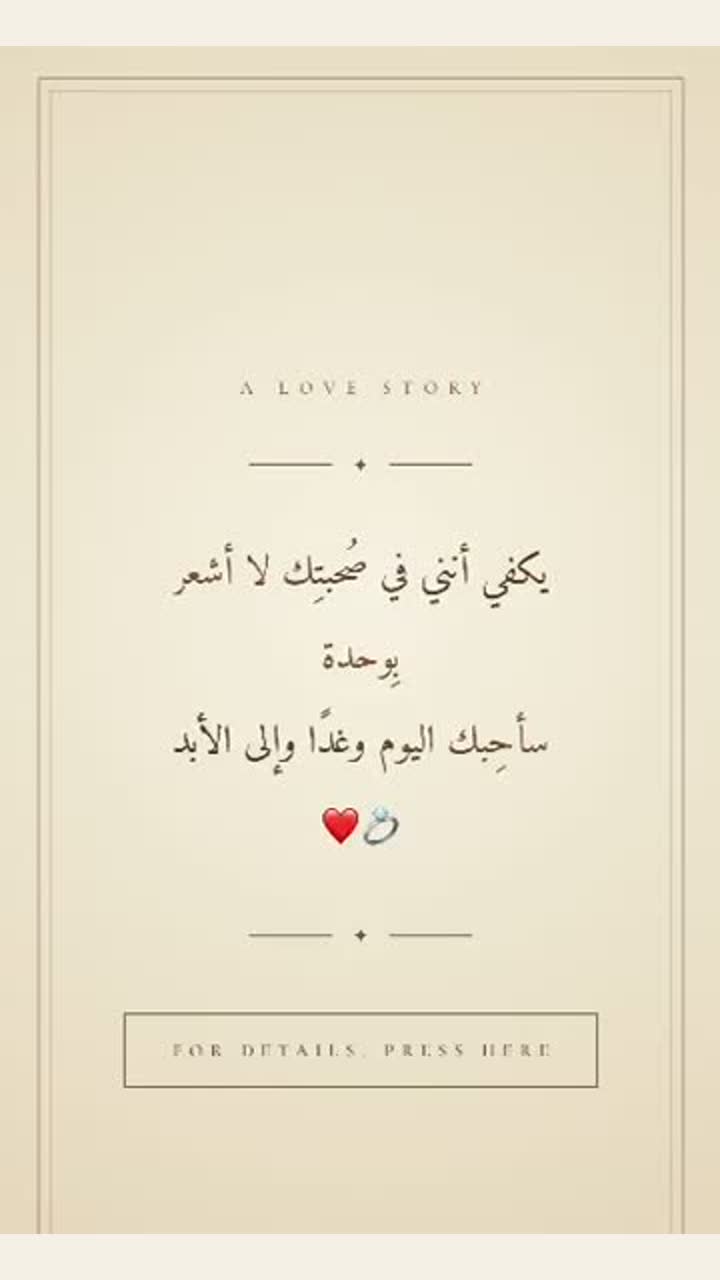 A LOVE STORY
يكفي أنني في صُحبتِك لا أشعر
بِوحدة
سأحِبك اليوم وغدًا وإلى الأبد
❤️💍
FOR DETAILS, PRESS HERE